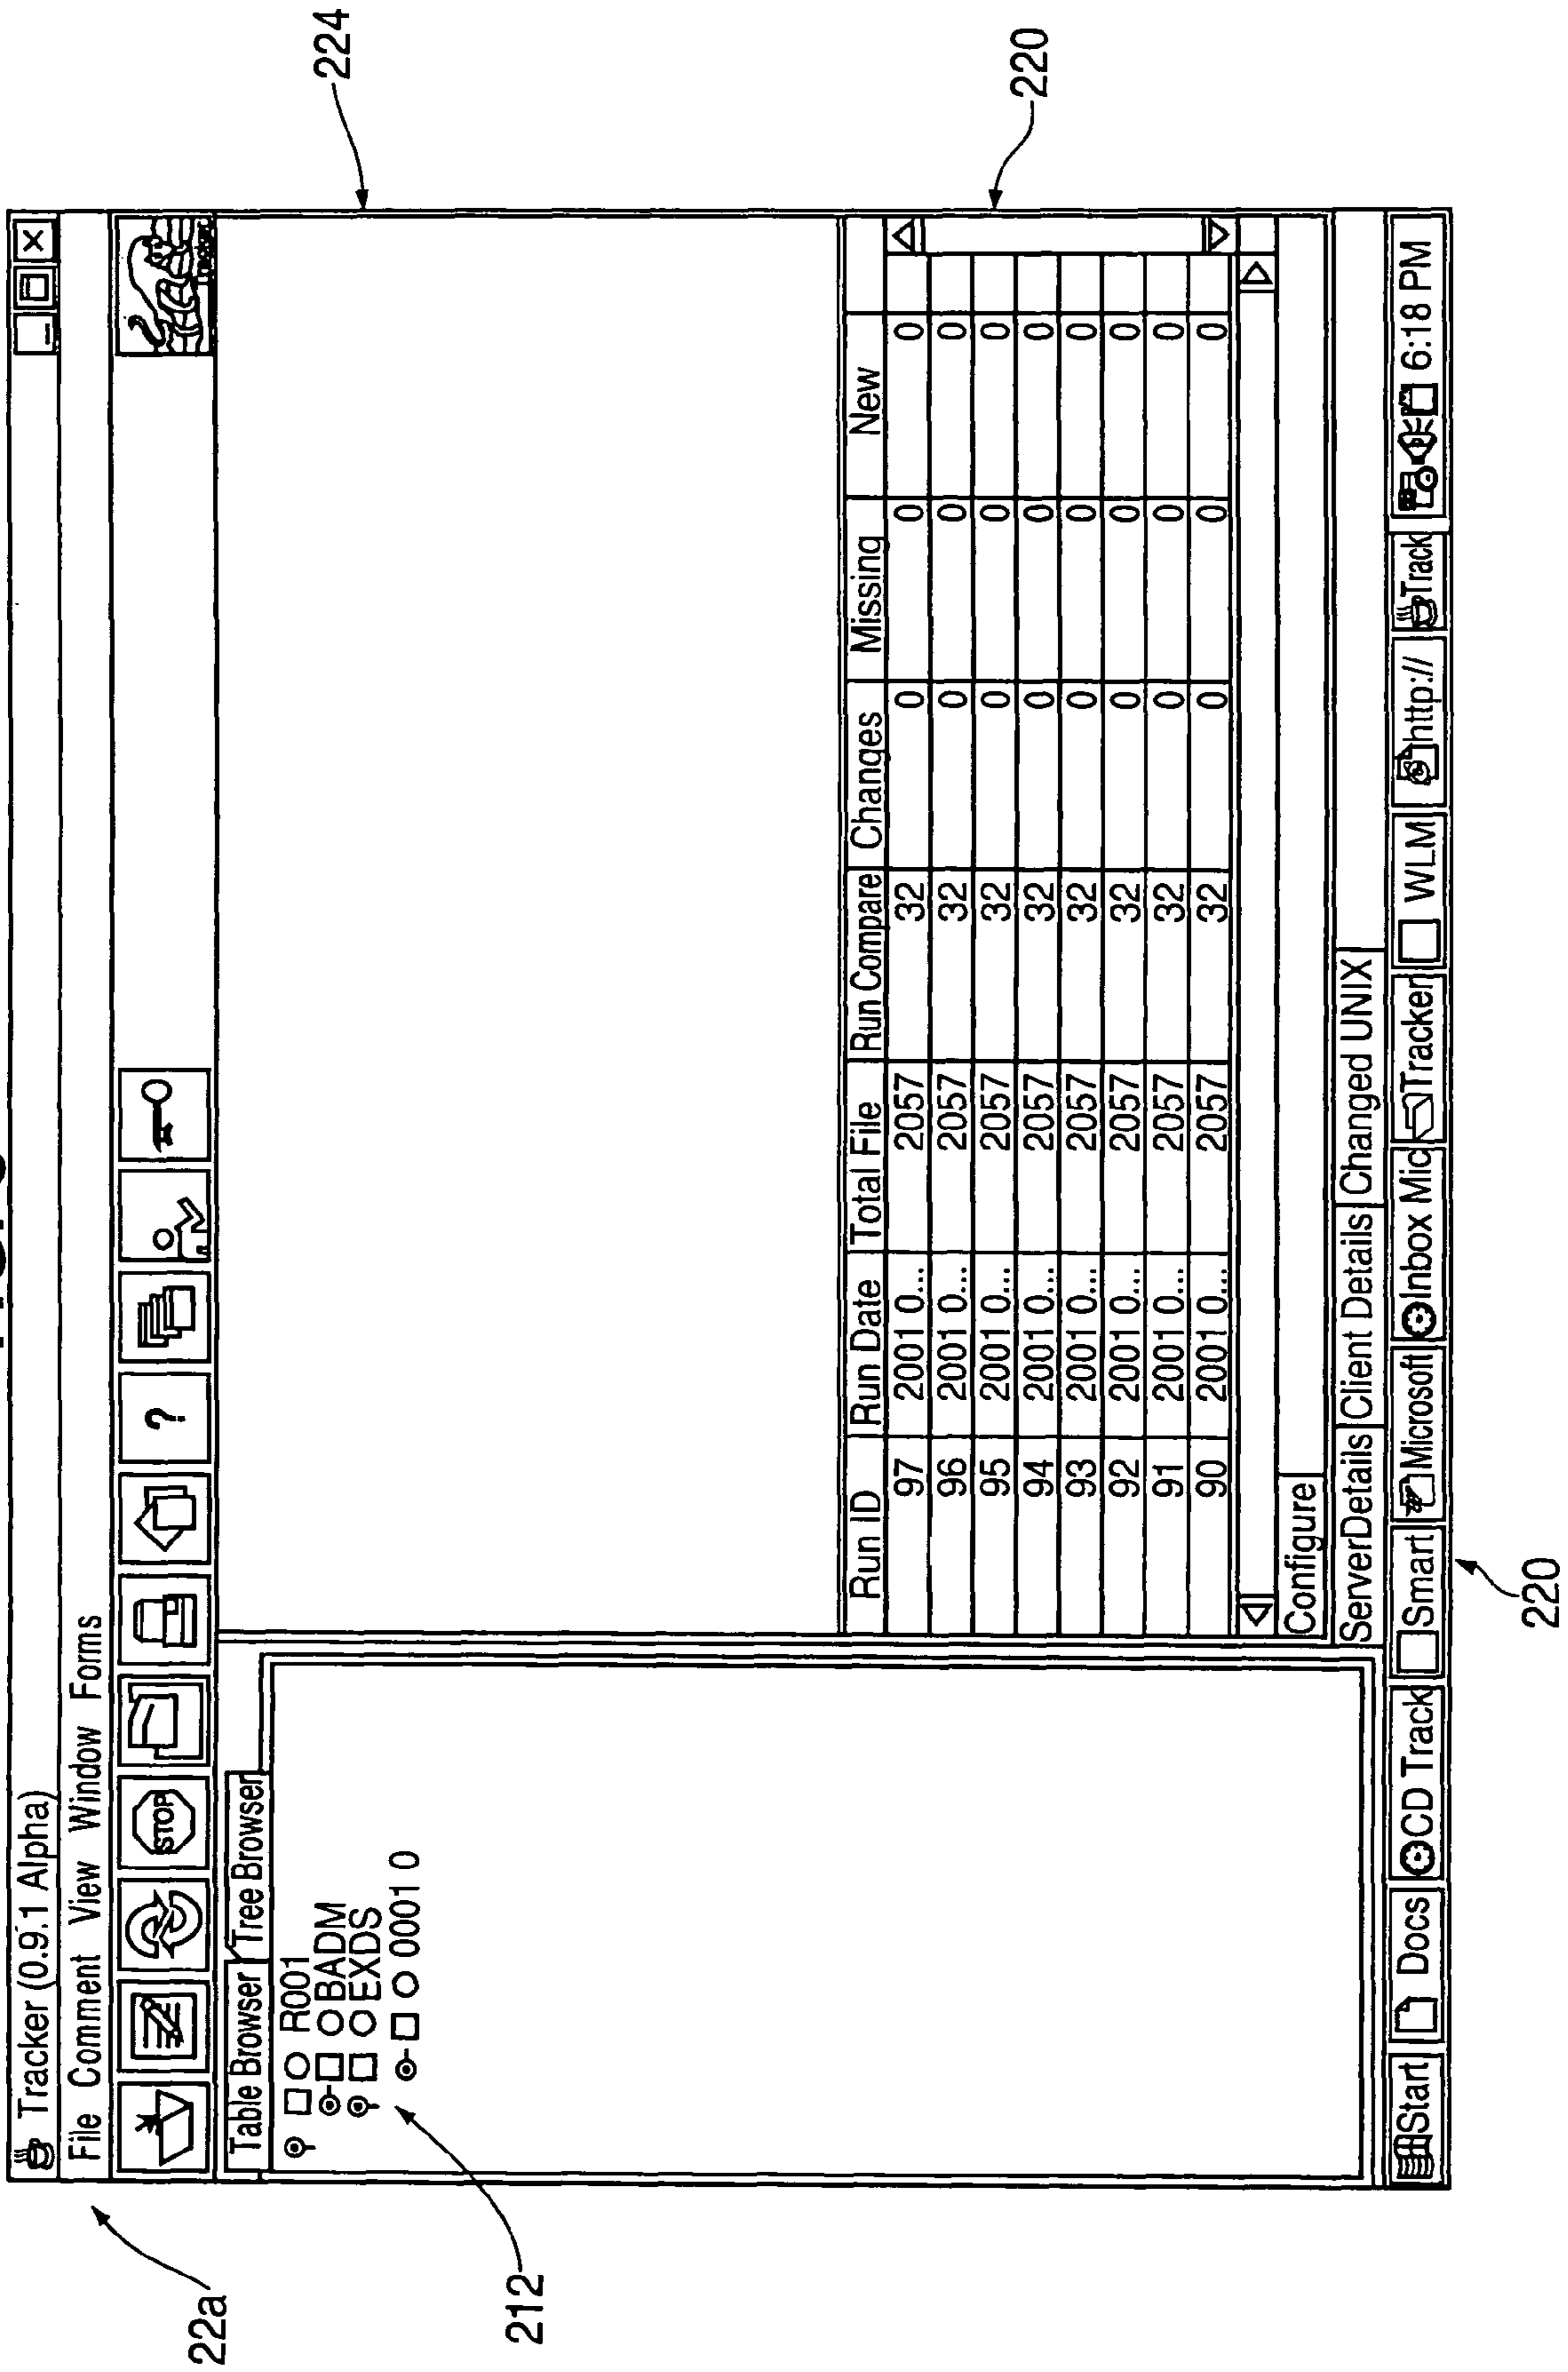 Tracker (0.9.1 Alpha)
File Comment View Window Forms
STOP
?
Tracker
Table Browser Tree Browser
R001
BADM
EXDS
0001 0
Run ID Run Date Total File Run Compare Changes Missing New
97 2001 0... 2057 32 0 0 0
96 2001 0... 2057 32 0 0 0
95 2001 0... 2057 32 0 0 0
94 2001 0... 2057 32 0 0 0
93 2001 0... 2057 32 0 0 0
92 2001 0... 2057 32 0 0 0
91 2001 0... 2057 32 0 0 0
90 2001 0... 2057 32 0 0 0
Configure
ServerDetails Client Details Changed UNIX
Start Docs CD Track Smart Microsoft Inbox Mic Tracker WLM http:// Track 6:18 PM
22a
212
224
220
220